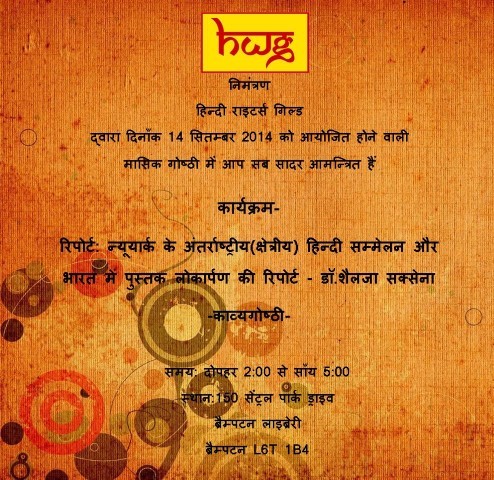 hwg
निमंत्रण
हिन्दी राइटर्स गिल्ड
द्वारा दिनाँक 14 सितम्बर 2014 को आयोजित होने वाली
मासिक गोष्ठी में आप सब सादर आमन्त्रित हैं
कार्यक्रम-
रिपोर्ट: न्यूयार्क के अंतर्राष्ट्रीय(क्षेत्रीय) हिन्दी सम्मेलन और
भारत में पुस्तक लोकार्पण की रिपोर्ट - डॉ.शैलजा सक्सेना
-काव्यगोष्ठी-
समय: दोपहर 2:00 से साँय 5:00
स्थान:150 सेंट्रल पार्क ड्राइव
ब्रैम्पटन लाइब्रेरी
ब्रैम्पटन L6T 1B4